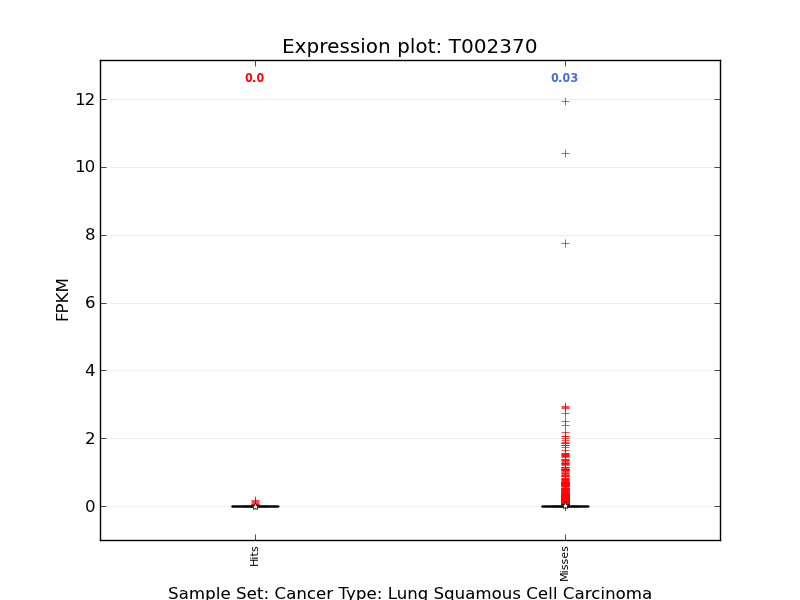 Expression plot: T002370
0.0
0.03
12
10
8
6
4
2
0
FPKM
Hits
Misses
Sample Set: Cancer Type: Lung Squamous Cell Carcinoma